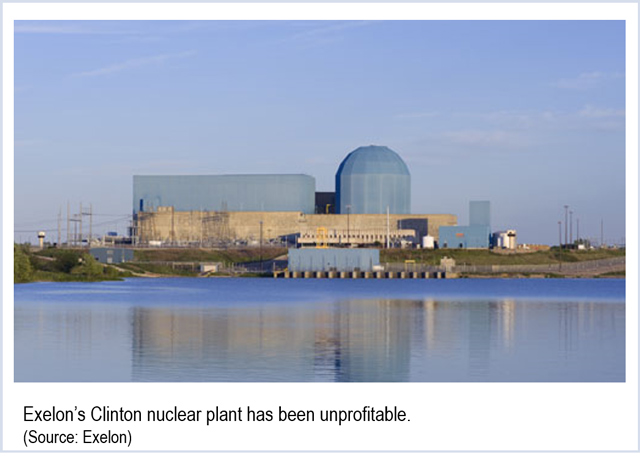 Exelon’s Clinton nuclear plant has been unprofitable.
(Source: Exelon)